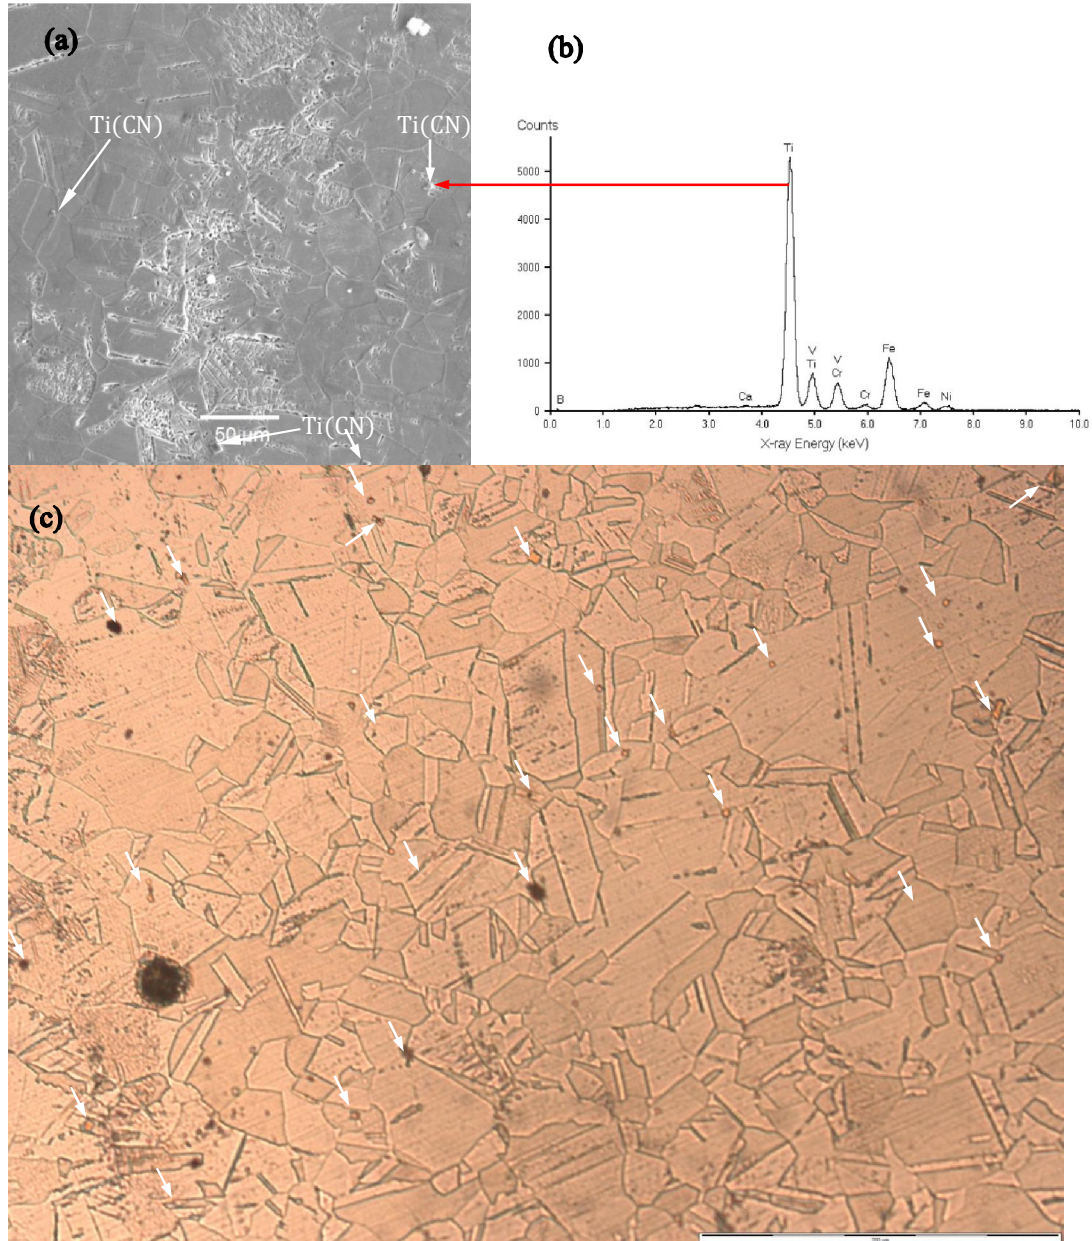 (a)
(b)
Ti(CN)
Ti(CN)
50 µm
Ti(CN)
Counts
5000
4000
3000
2000
1000
0
Ti
V
Ti
V
Cr
Cr
Fe
Fe
Ni
Ca
B
0.0 1.0 2.0 3.0 4.0 5.0 6.0 7.0 8.0 9.0 10.0
X-ray Energy (keV)
(c)